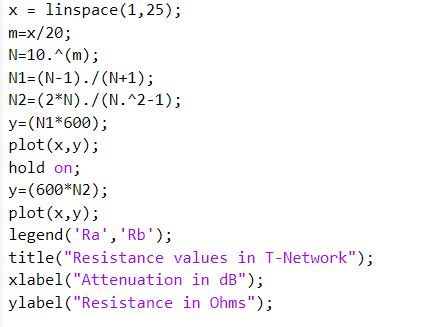 x = linspace(1,25);
m=x/20;
N=10.^(m);
N1=(N-1)./(N+1);
N2=(2*N)./(N.^2-1);
y=(N1*600);
plot(x,y);
hold on;
y=(600*N2);
plot(x,y);
legend('Ra','Rb');
title("Resistance values in T-Network");
xlabel("Attenuation in dB");
ylabel("Resistance in Ohms");